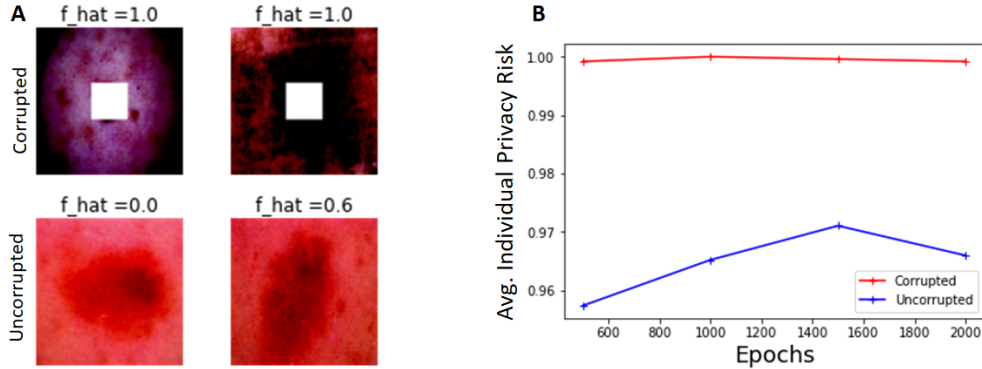 A
f_hat =1.0
f_hat =1.0
Corrupted
f_hat =0.0
f_hat =0.6
Uncorrupted
B
Avg. Individual Privacy Risk
1.00
0.99
0.98
0.97
0.96
Corrupted
Uncorrupted
600
800
1000
1200
1400
1600
1800
2000
Epochs